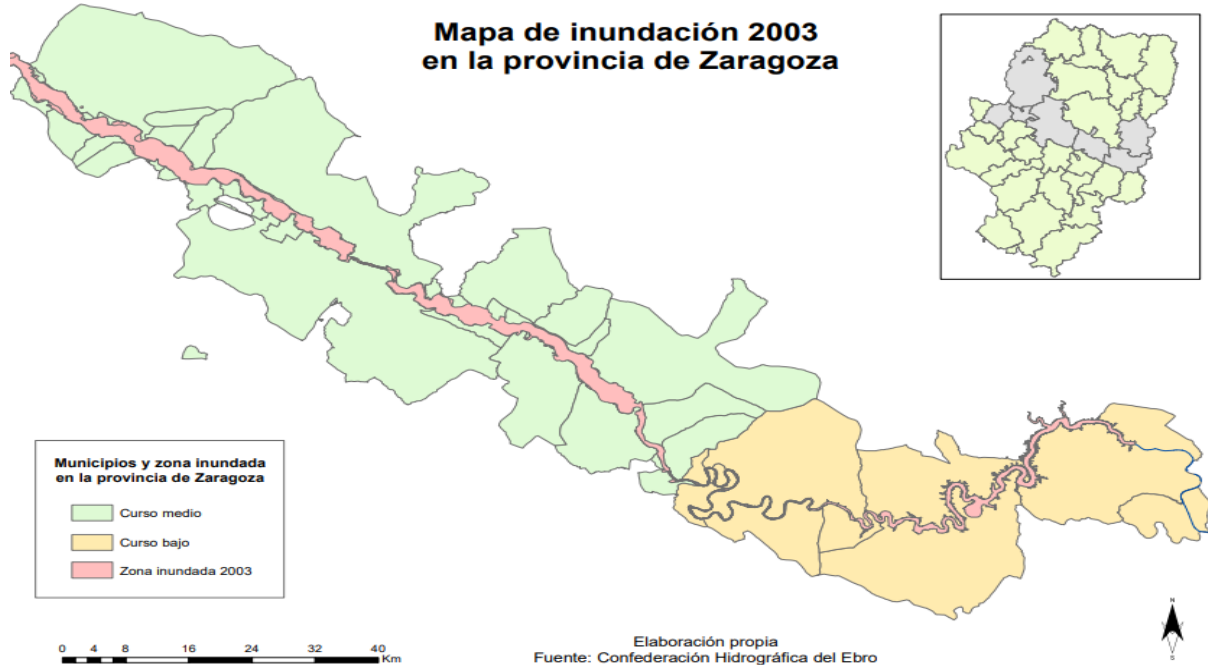 Mapa de inundación 2003
en la provincia de Zaragoza
Municipios y zona inundada
en la provincia de Zaragoza
Curso medio
Curso bajo
Zona inundada 2003
0 4 8 16 24 32 40
Km
Elaboración propia
Fuente: Confederación Hidrográfica del Ebro
N
S